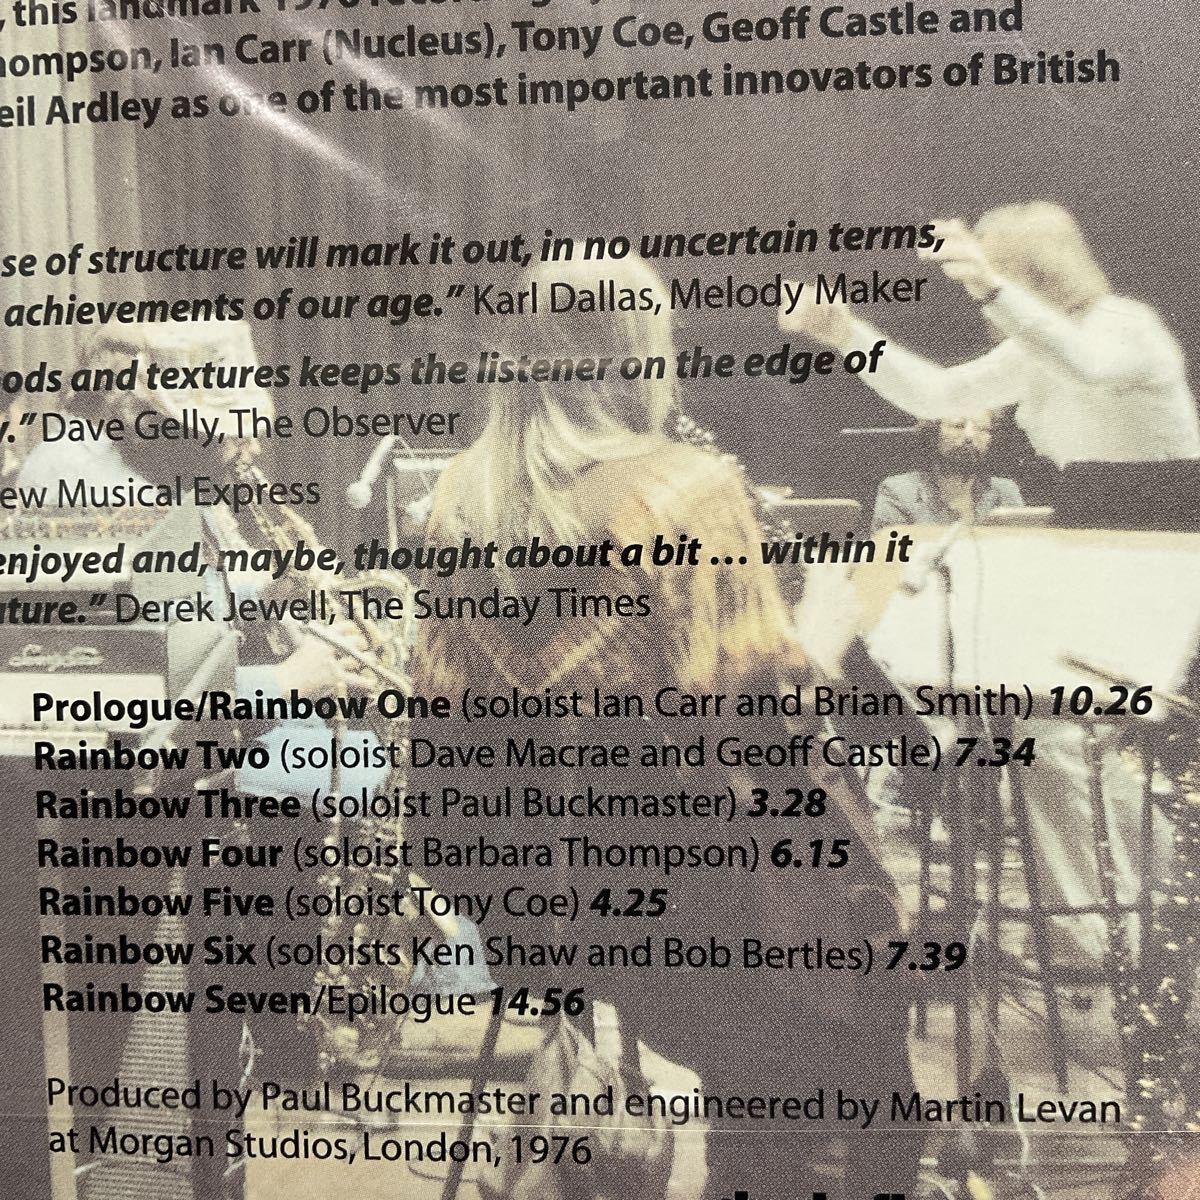 , this landmark 1976
hompson, Ian Carr (Nucleus), Tony Coe, Geoff Castle and
eil Ardley as one of the most important innovators of British
se of structure will mark it out, in no uncertain terms,
achievements of our age." Karl Dallas, Melody Maker
ods and textures keeps the listener on the edge of
y." Dave Gelly, The Observer
ew Musical Express
enjoyed and, maybe, thought about a bit ... within it
uture." Derek Jewell, The Sunday Times
Prologue/Rainbow One (soloist Ian Carr and Brian Smith) 10.26
Rainbow Two (soloist Dave Macrae and Geoff Castle) 7.34
Rainbow Three (soloist Paul Buckmaster) 3.28
Rainbow Four (soloist Barbara Thompson) 6.15
Rainbow Five (soloist Tony Coe) 4.25
Rainbow Six (soloists Ken Shaw and Bob Bertles) 7.39
Rainbow Seven/Epilogue 14.56
Produced by Paul Buckmaster and engineered by Martin Levan
at Morgan Studios, London, 1976